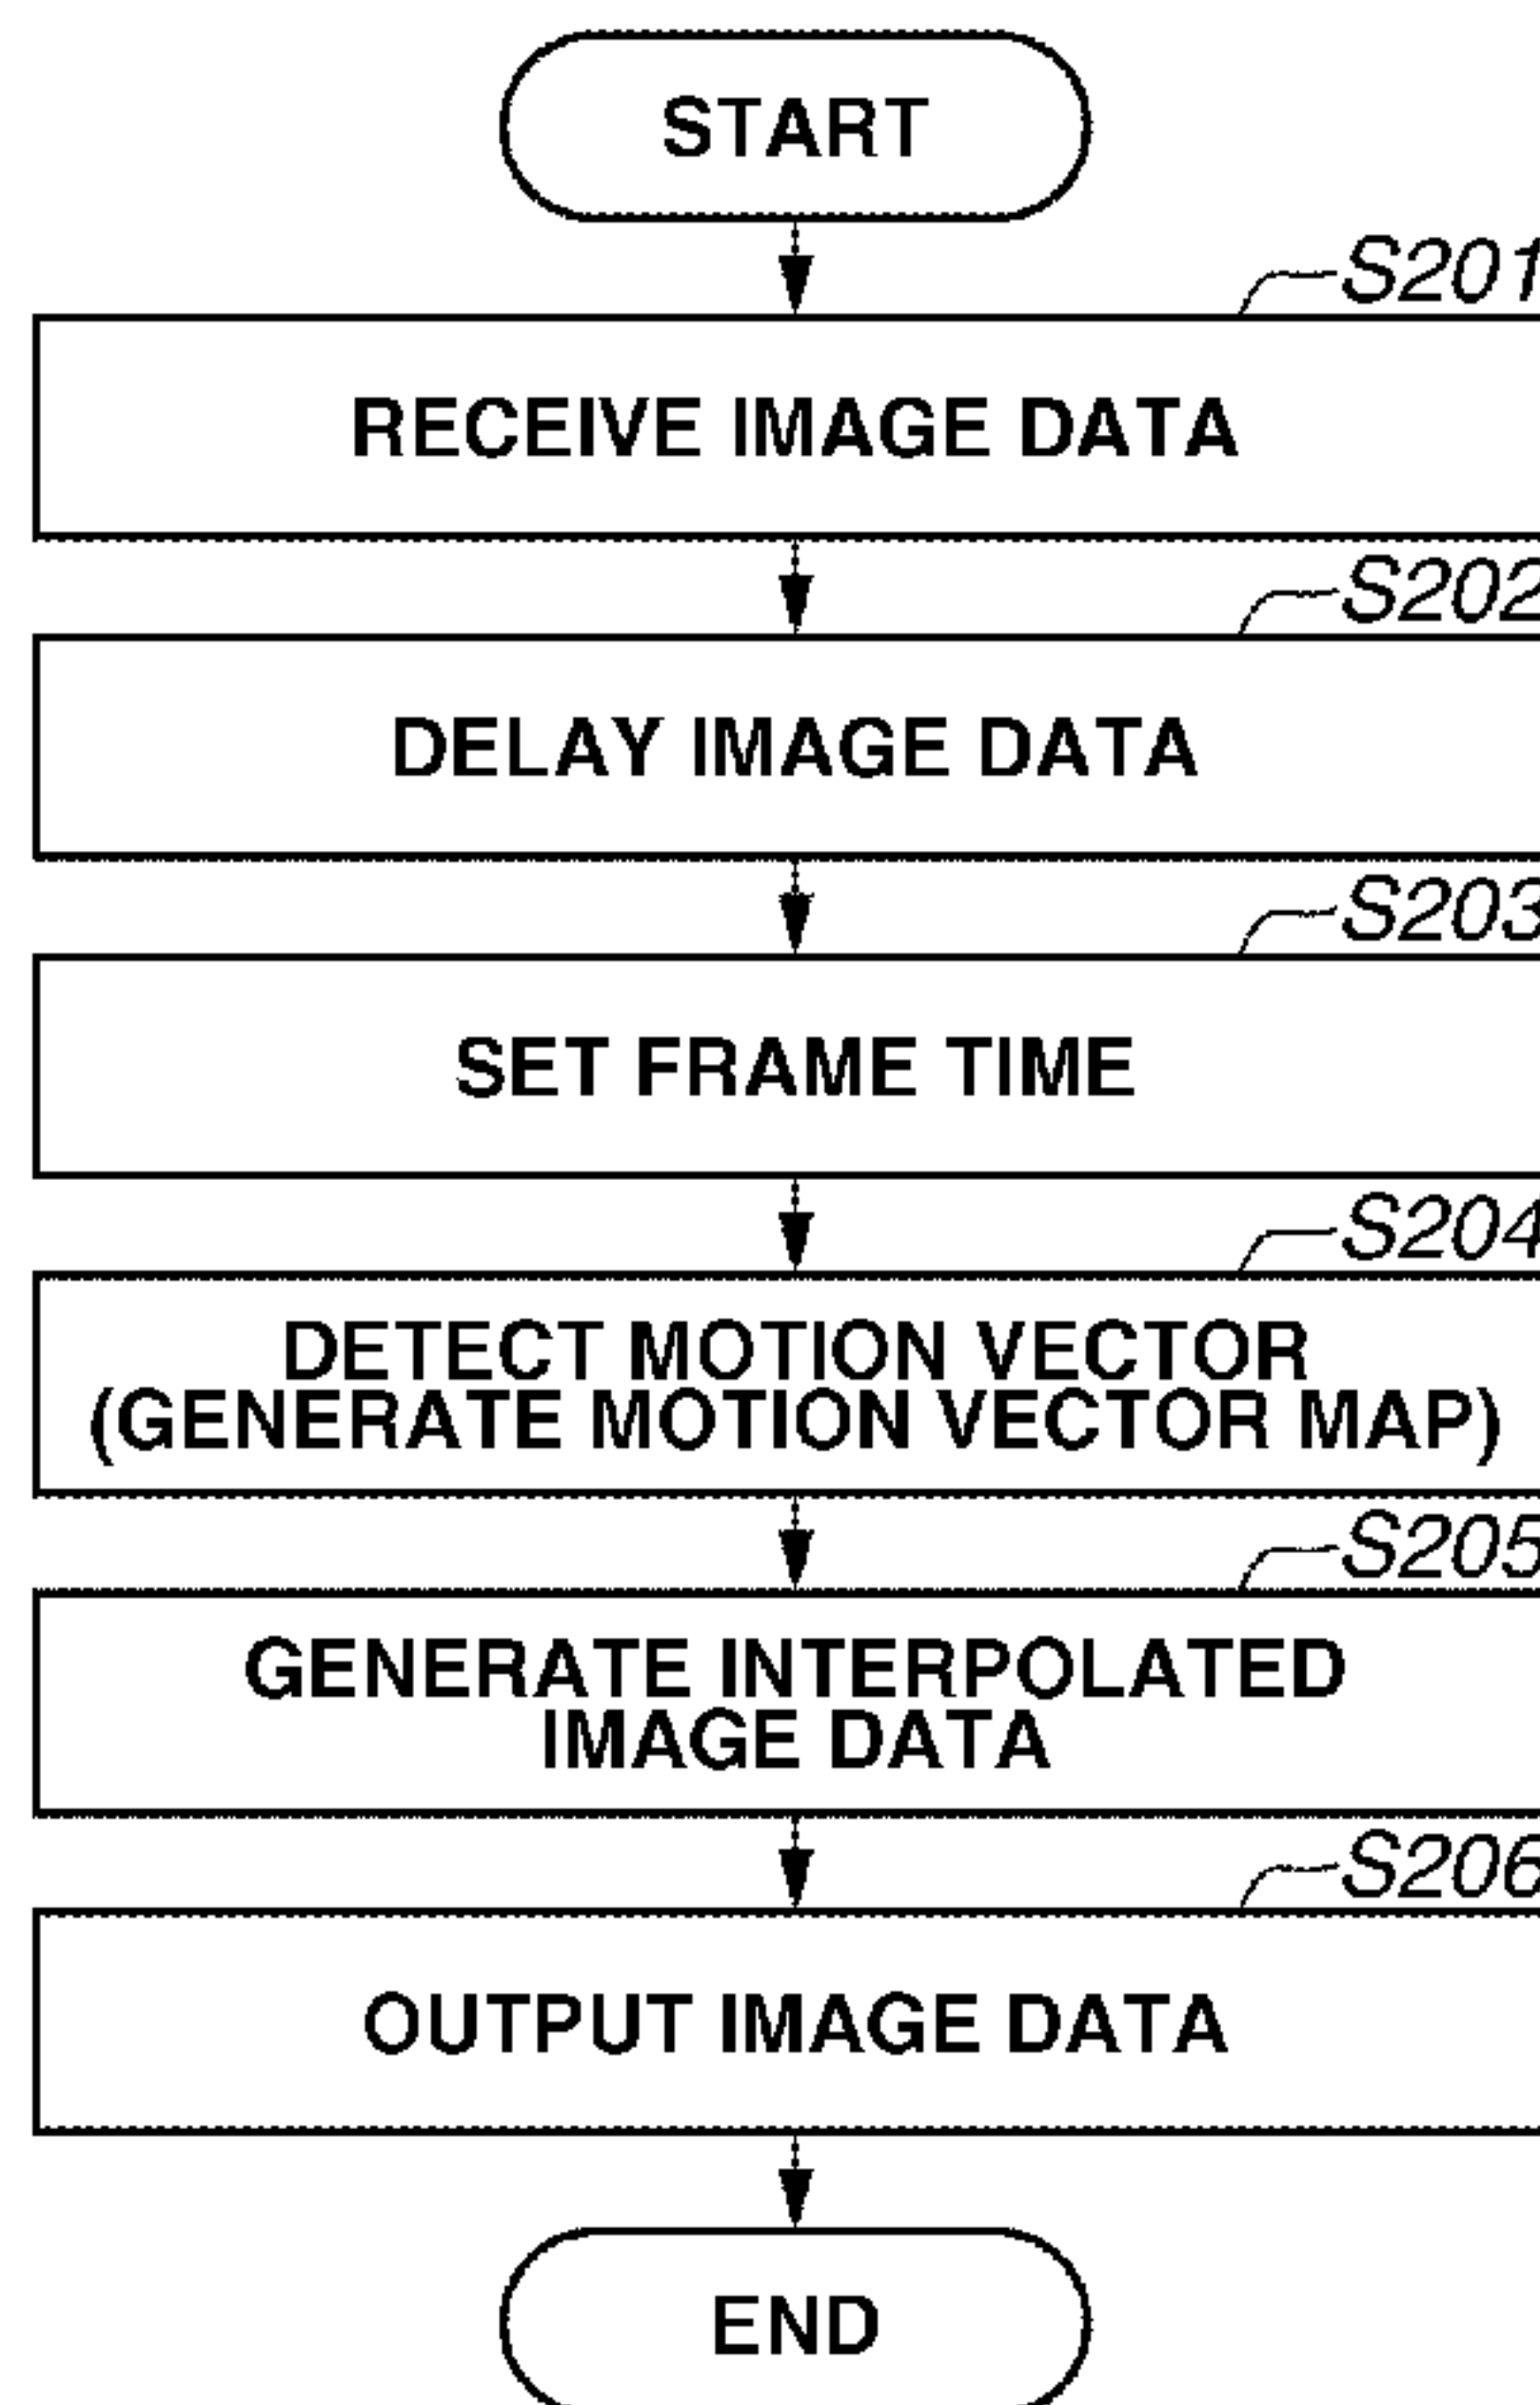 START
S201
RECEIVE IMAGE DATA
S202
DELAY IMAGE DATA
S203
SET FRAME TIME
S204
DETECT MOTION VECTOR
(GENERATE MOTION VECTOR MAP)
S205
GENERATE INTERPOLATED
IMAGE DATA
S206
OUTPUT IMAGE DATA
END